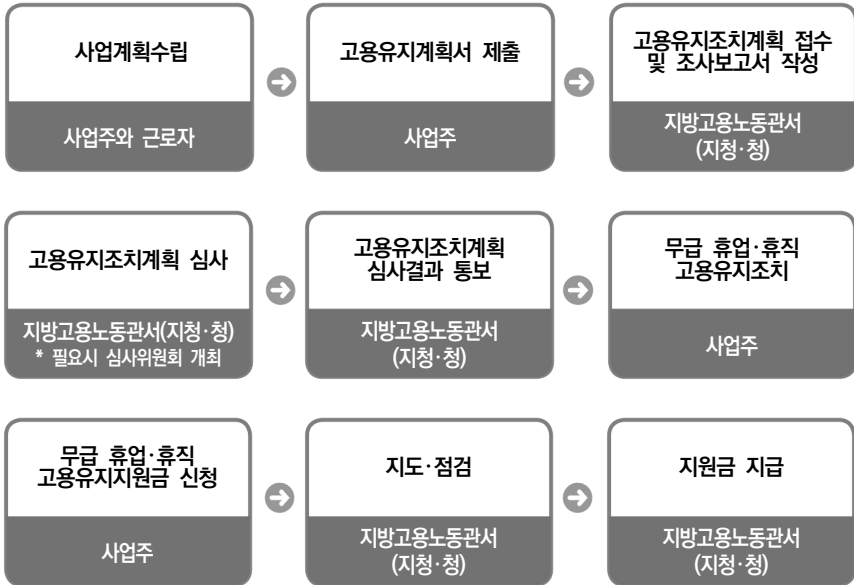 사업계획수립
사업주와 근로자
고용유지계획서 제출
사업주
고용유지조치계획 접수
및 조사보고서 작성
지방고용노동관서
(지청·청)
고용유지조치계획 심사
지방고용노동관서(지청·청)
* 필요시 심사위원회 개최
고용유지조치계획
심사결과 통보
지방고용노동관서
(지청·청)
무급 휴업·휴직
고용유지조치
사업주
무급 휴업·휴직
고용유지지원금 신청
사업주
지도·점검
지방고용노동관서
(지청·청)
지원금 지급
지방고용노동관서
(지청·청)